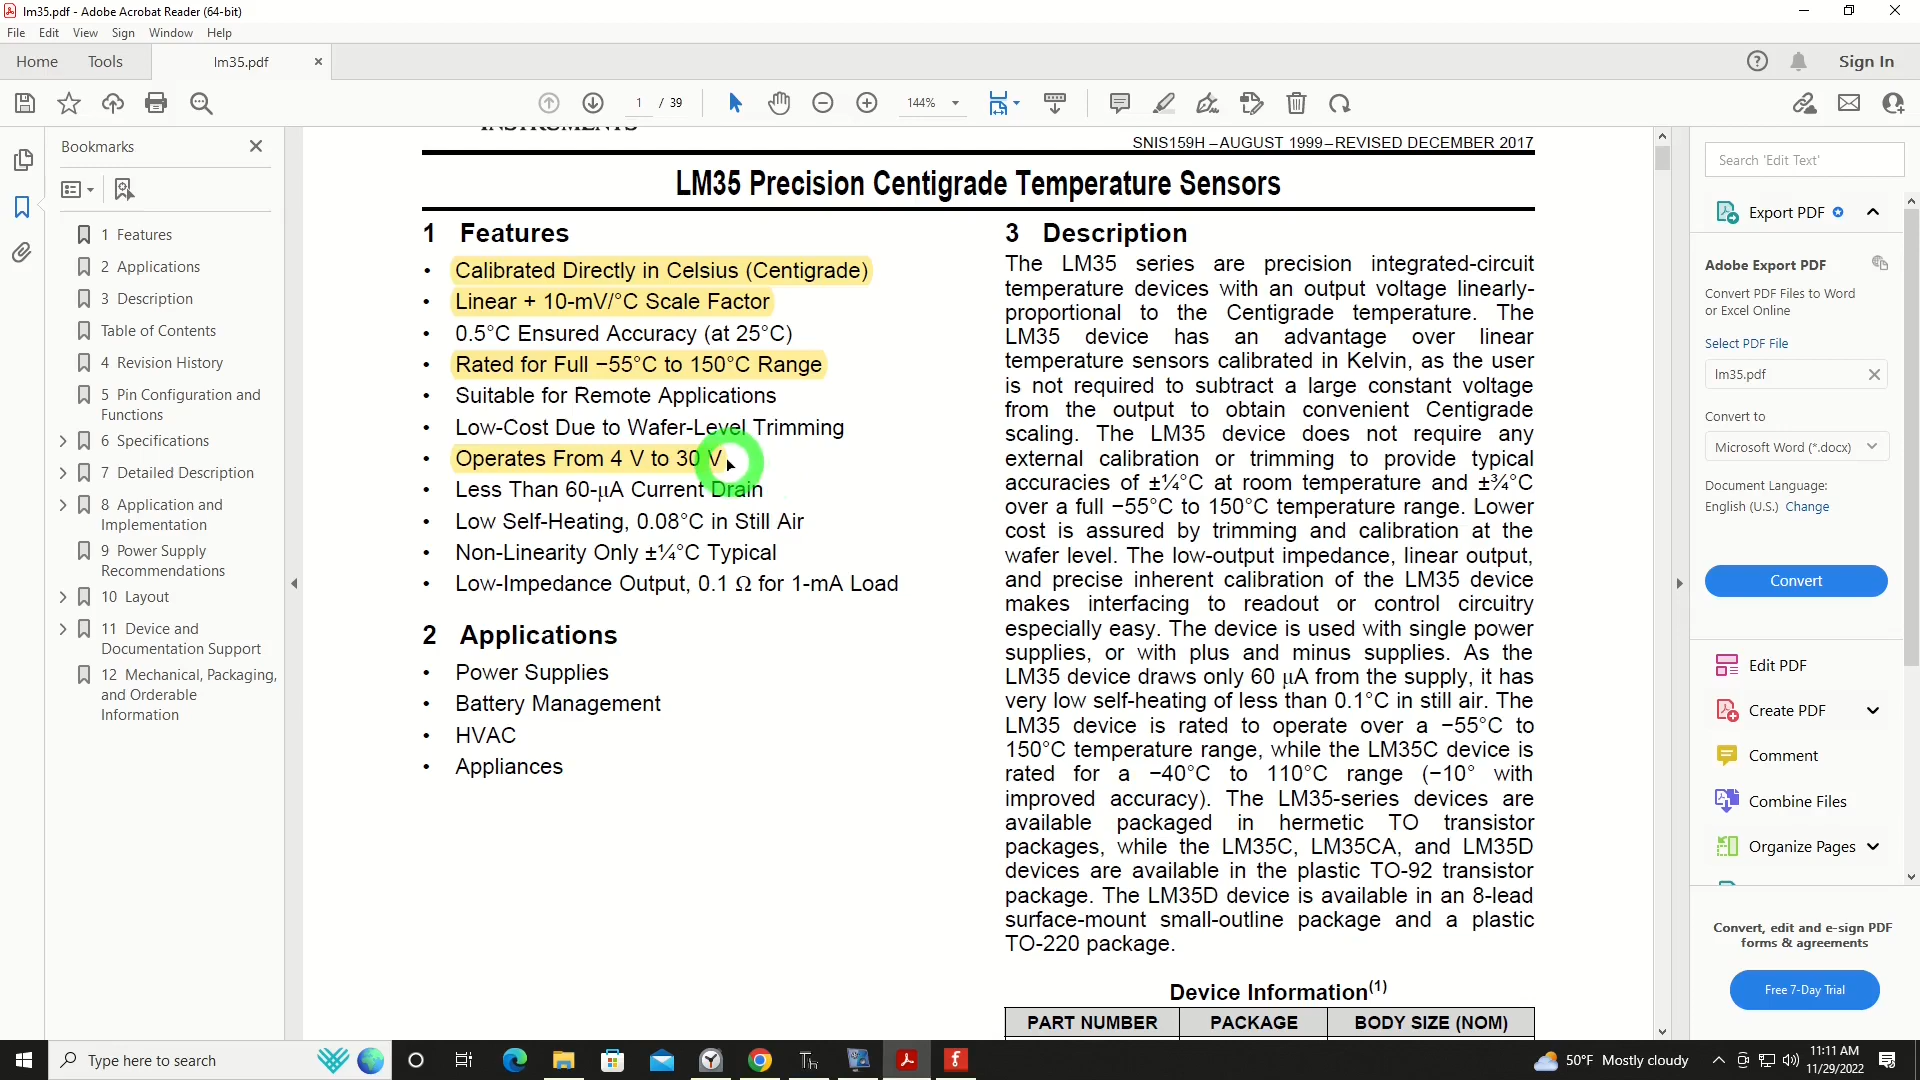 lm35.pdf - Adobe Acrobat Reader (64-bit)
File Edit View Sign Window Help
Home Tools lm35.pdf Sign In
1 / 39 144%
Bookmarks
1 Features
2 Applications
3 Description
Table of Contents
4 Revision History
5 Pin Configuration and
Functions
6 Specifications
7 Detailed Description
8 Application and
Implementation
9 Power Supply
Recommendations
10 Layout
11 Device and
Documentation Support
12 Mechanical, Packaging,
and Orderable
Information
INSTRUMENTS
SNIS159H –AUGUST 1999–REVISED DECEMBER 2017
LM35 Precision Centigrade Temperature Sensors
1 Features
• Calibrated Directly in Celsius (Centigrade)
• Linear + 10-mV/°C Scale Factor
• 0.5°C Ensured Accuracy (at 25°C)
• Rated for Full −55°C to 150°C Range
• Suitable for Remote Applications
• Low-Cost Due to Wafer-Level Trimming
• Operates From 4 V to 30 V
• Less Than 60-μA Current Drain
• Low Self-Heating, 0.08°C in Still Air
• Non-Linearity Only ±¼°C Typical
• Low-Impedance Output, 0.1 Ω for 1-mA Load
2 Applications
• Power Supplies
• Battery Management
• HVAC
• Appliances
3 Description
The LM35 series are precision integrated-circuit
temperature devices with an output voltage linearly-
proportional to the Centigrade temperature. The
LM35 device has an advantage over linear
temperature sensors calibrated in Kelvin, as the user
is not required to subtract a large constant voltage
from the output to obtain convenient Centigrade
scaling. The LM35 device does not require any
external calibration or trimming to provide typical
accuracies of ±¼°C at room temperature and ±¾°C
over a full −55°C to 150°C temperature range. Lower
cost is assured by trimming and calibration at the
wafer level. The low-output impedance, linear output,
and precise inherent calibration of the LM35 device
makes interfacing to readout or control circuitry
especially easy. The device is used with single power
supplies, or with plus and minus supplies. As the
LM35 device draws only 60 μA from the supply, it has
very low self-heating of less than 0.1°C in still air. The
LM35 device is rated to operate over a −55°C to
150°C temperature range, while the LM35C device is
rated for a −40°C to 110°C range (−10° with
improved accuracy). The LM35-series devices are
available packaged in hermetic TO transistor
packages, while the LM35C, LM35CA, and LM35D
devices are available in the plastic TO-92 transistor
package. The LM35D device is available in an 8-lead
surface-mount small-outline package and a plastic
TO-220 package.
Device Information(1)
PART NUMBER PACKAGE BODY SIZE (NOM)
Search 'Edit Text'
Export PDF
Adobe Export PDF
Convert PDF Files to Word
or Excel Online
Select PDF File
lm35.pdf
Convert to
Microsoft Word (*.docx)
Document Language:
English (U.S.) Change
Convert
Edit PDF
Create PDF
Comment
Combine Files
Organize Pages
Convert, edit and e-sign PDF
forms & agreements
Free 7-Day Trial
Type here to search
50°F Mostly cloudy
11:11 AM
11/29/2022